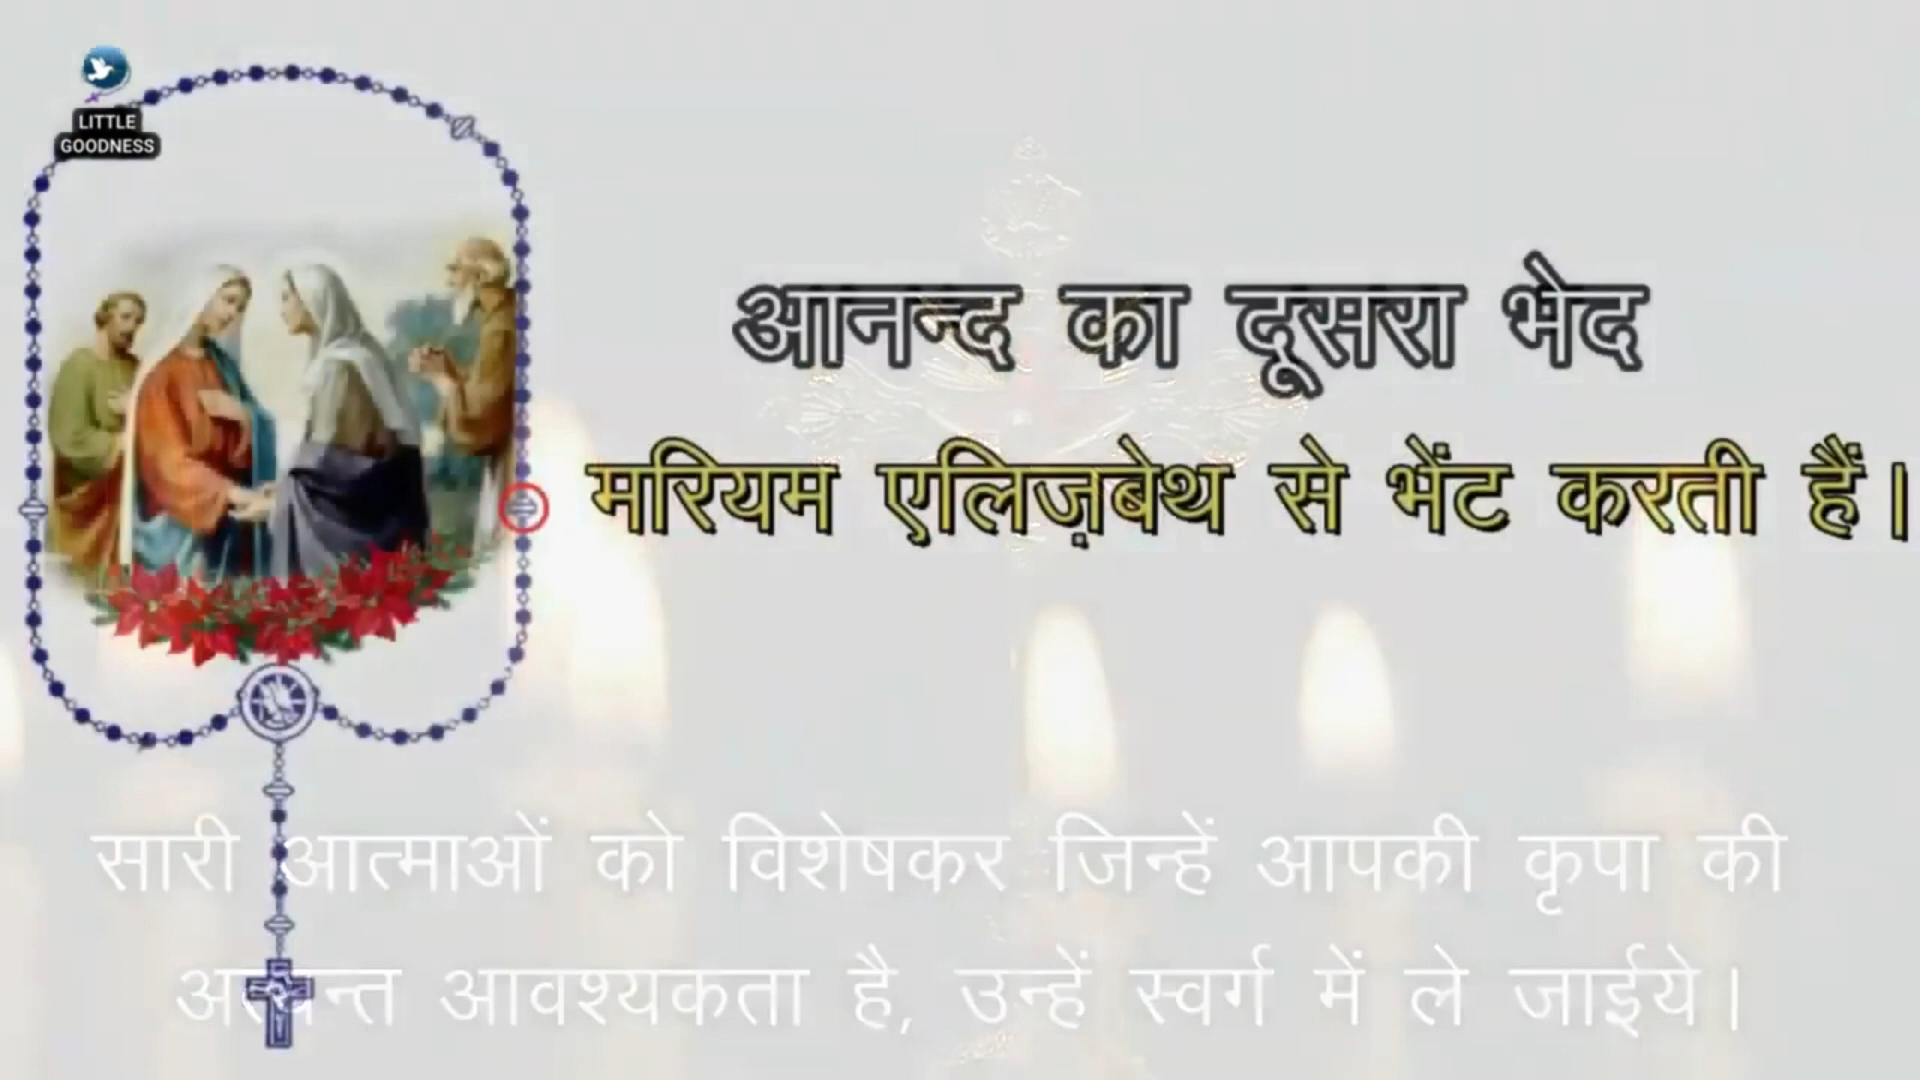 LITTLE
GOODNESS
आनन्द का दूसरा भेद
मरियम एलिज़बेथ से भेंट करती हैं।
सारी आत्माओं को विशेषकर जिन्हें आपकी कृपा की
अत्यन्त आवश्यकता है, उन्हें स्वर्ग में ले जाईये।